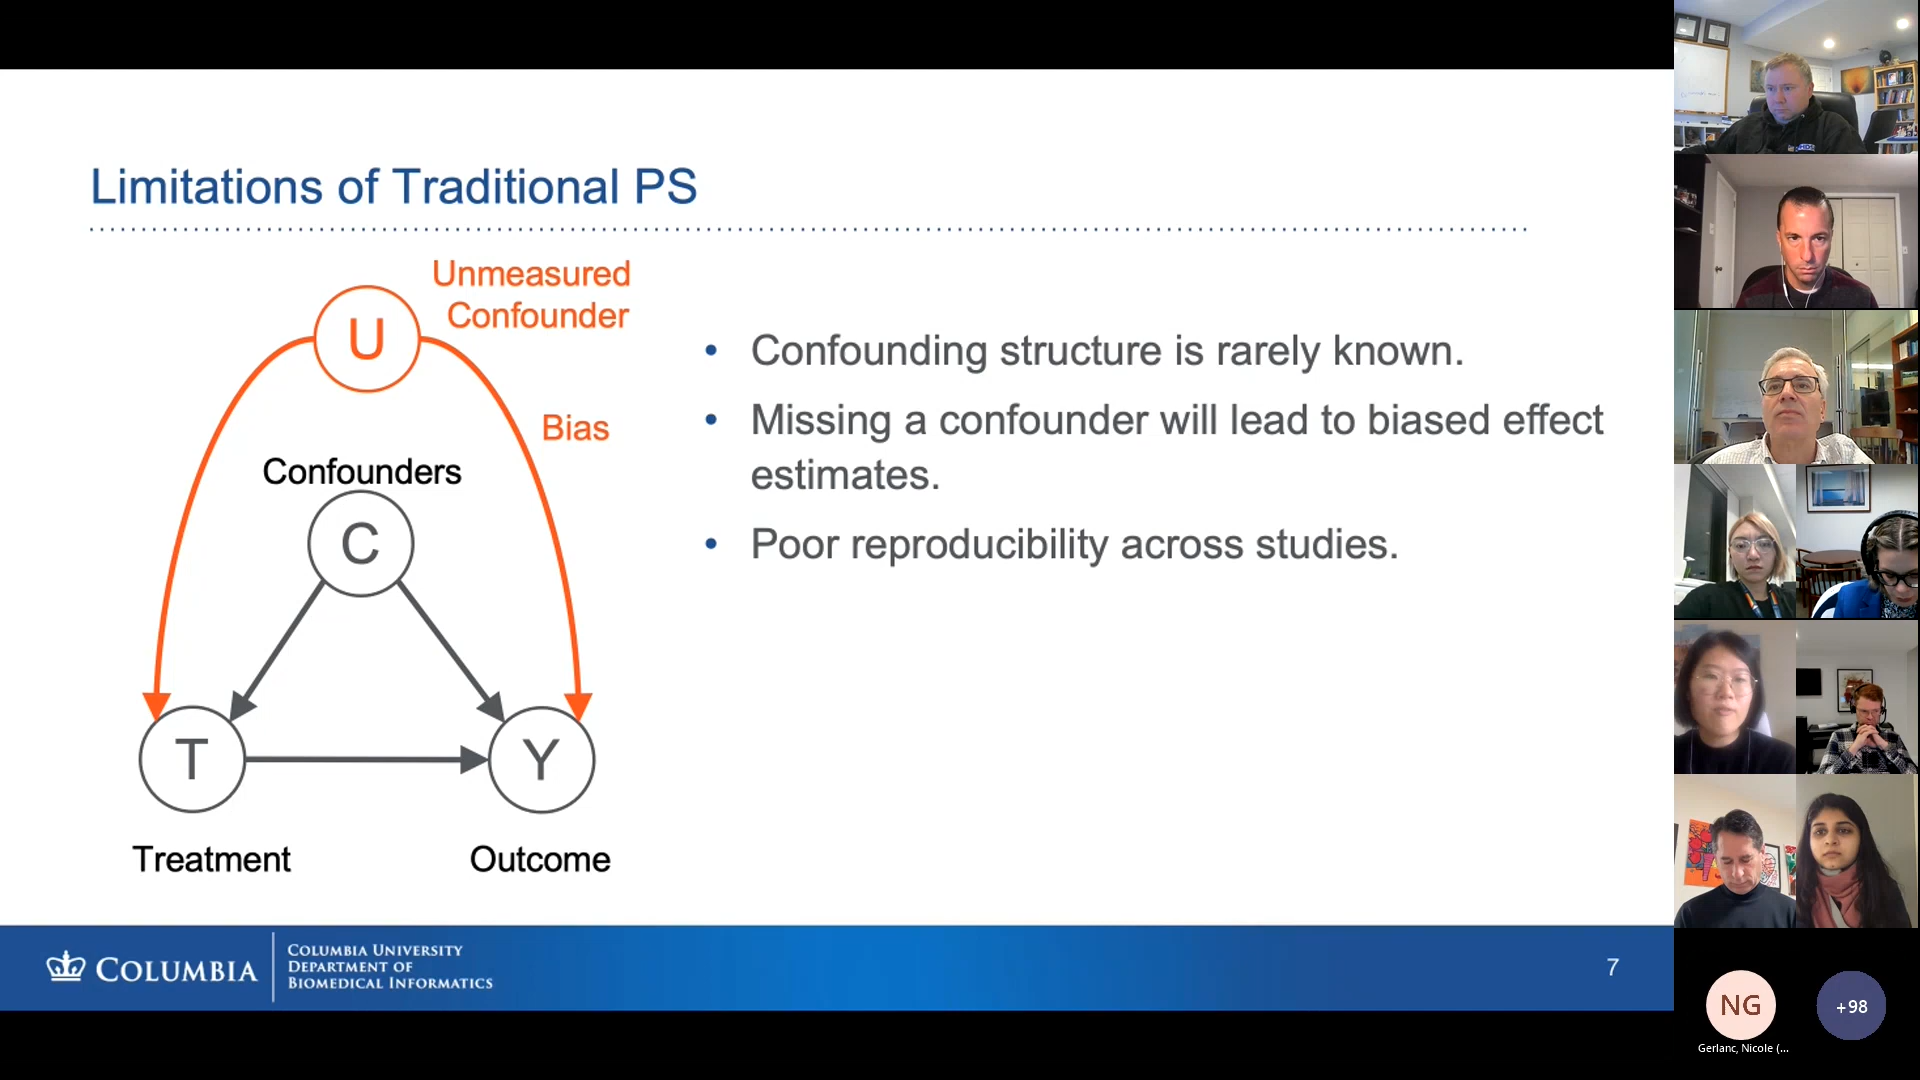 Limitations of Traditional PS
Unmeasured
Confounder
U
Bias
Confounders
C
T
Y
Treatment
Outcome
• Confounding structure is rarely known.
• Missing a confounder will lead to biased effect
estimates.
• Poor reproducibility across studies.
COLUMBIA
COLUMBIA UNIVERSITY
DEPARTMENT OF
BIOMEDICAL INFORMATICS
7
NG
+98
Gerlanc, Nicole (...